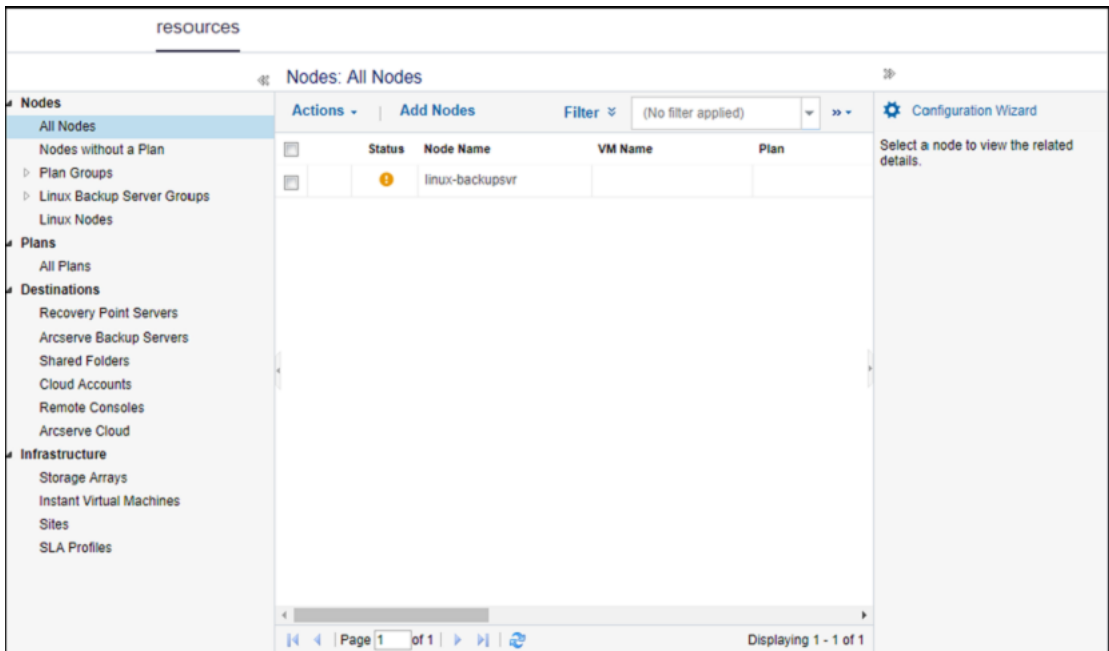 resources
Nodes: All Nodes
Nodes
All Nodes
Nodes without a Plan
Plan Groups
Linux Backup Server Groups
Linux Nodes
Plans
All Plans
Destinations
Recovery Point Servers
Arcserve Backup Servers
Shared Folders
Cloud Accounts
Remote Consoles
Arcserve Cloud
Infrastructure
Storage Arrays
Instant Virtual Machines
Sites
SLA Profiles
Actions | Add Nodes Filter (No filter applied)
Status Node Name VM Name Plan
linux-backupsvr
Page 1 of 1 Displaying 1 - 1 of 1
Configuration Wizard
Select a node to view the related
details.